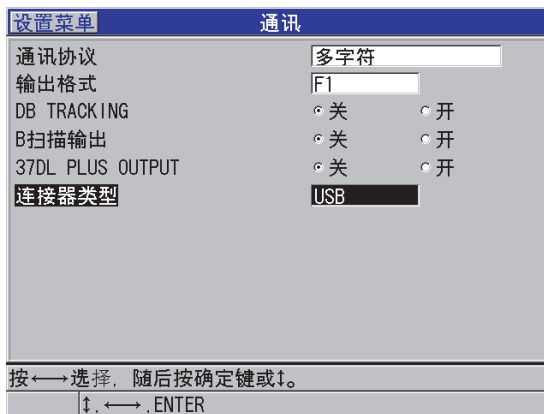 设置菜单 通讯
通讯协议 多字符
输出格式 F1
DB TRACKING 关 开
B扫描输出 关 开
37DL PLUS OUTPUT 关 开
连接器类型 USB
按←→选择, 随后按确定键或↕。
↕, ←→, ENTER